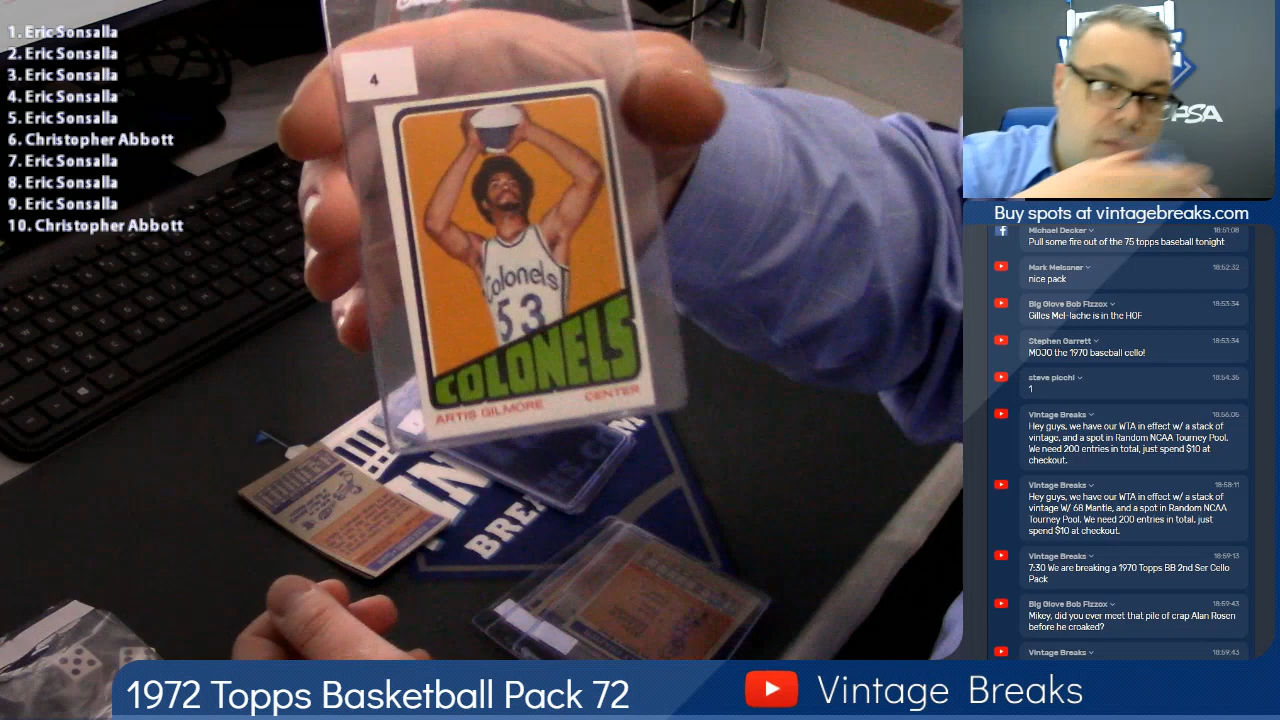 1. Eric Sonsalla
2. Eric Sonsalla
3. Eric Sonsalla
4. Eric Sonsalla
5. Eric Sonsalla
6. Christopher Abbott
7. Eric Sonsalla
8. Eric Sonsalla
9. Eric Sonsalla
10. Christopher Abbott
4
Colonels
53
COLONELS
ARTIS GILMORE CENTER
BREA
PSA
Buy spots at vintagebreaks.com
Michael Decker 18:51:08
Pull some fire out of the 75 topps baseball tonight
Mark Meissner 18:52:32
nice pack
Big Glove Bob Fizzox 18:53:34
Gilles Mel-lache is in the HOF
Stephen Garrett 18:53:34
MOJO the 1970 baseball cello!
steve piochi 18:54:35
1
Vintage Breaks 18:56:05
Hey guys, we have our WTA in effect w/ a stack of
vintage, and a spot in Random NCAA Tourney Pool.
We need 200 entries in total, just spend $10 at
checkout.
Vintage Breaks 18:58:11
Hey guys, we have our WTA in effect w/ a stack of
vintage W/ 68 Mantle, and a spot in Random NCAA
Tourney Pool. We need 200 entries in total, just
spend $10 at checkout.
Vintage Breaks 18:59:13
7:30 We are breaking a 1970 Topps BB 2nd Ser Cello
Pack
Big Glove Bob Fizzox 18:59:43
Mikey, did you ever meet that pile of crap Alan Rosen
before he croaked?
Vintage Breaks 18:59:43
1972 Topps Basketball Pack 72
Vintage Breaks